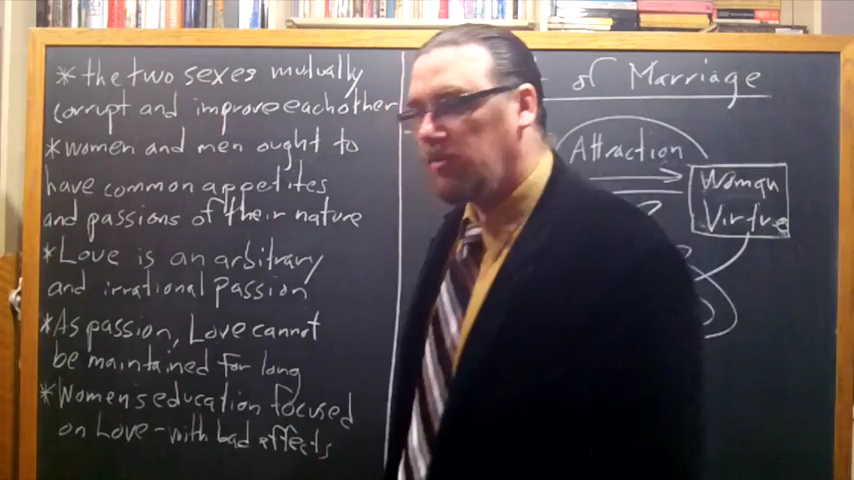 * the two sexes mutually
corrupt and improve each other
* women and men ought to
have common appetites
and passions of their nature
* Love is an arbitrary
and irrational passion
* As passion, Love cannot
be maintained for long
* Women's education focused
on Love - with bad effects
of Marriage
Attraction
Woman
Virtue